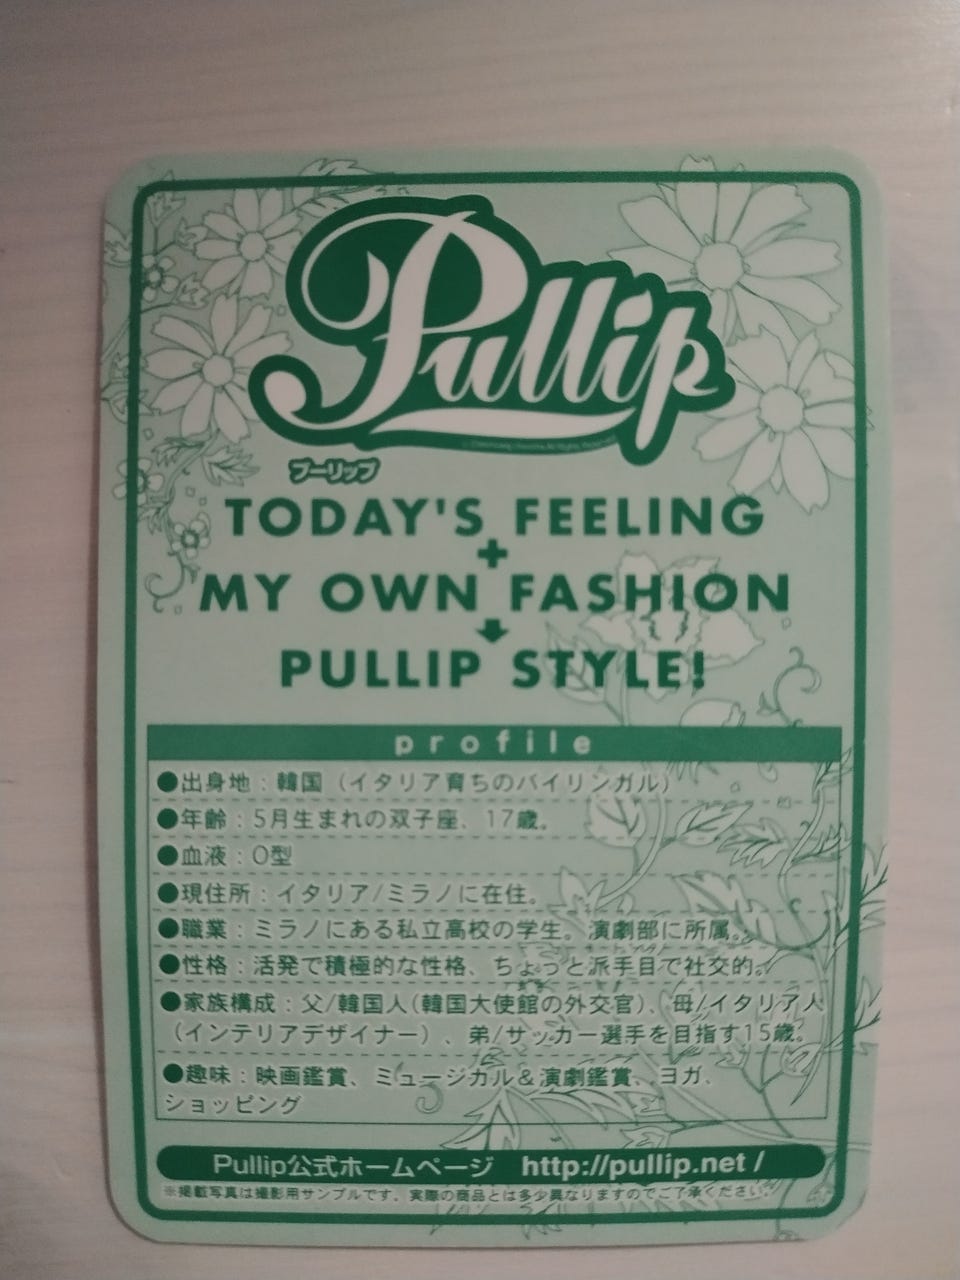 Pullip
プーリップ
TODAY'S FEELING
+
MY OWN FASHION
PULLIP STYLE!
profile
●出身地:韓国(イタリア育ちのバイリンガル)
●年齢:5月生まれの双子座、17歳。
●血液:O型
●現住所:イタリア/ミラノに在住。
●職業:ミラノにある私立高校の学生。演劇部に所属。
●性格:活発で積極的な性格、ちょっと派手目で社交的。
●家族構成:父/韓国人(韓国大使館の外交官)、母/イタリア人
(インテリアデザイナー)、弟/サッカー選手を目指す15歳。
●趣味:映画鑑賞、ミュージカル&演劇鑑賞、ヨガ、
ショッピング
Pullip公式ホームページ http://pullip.net/
※掲載写真は撮影用サンプルです。実際の商品とは多少異なりますのでご了承ください。